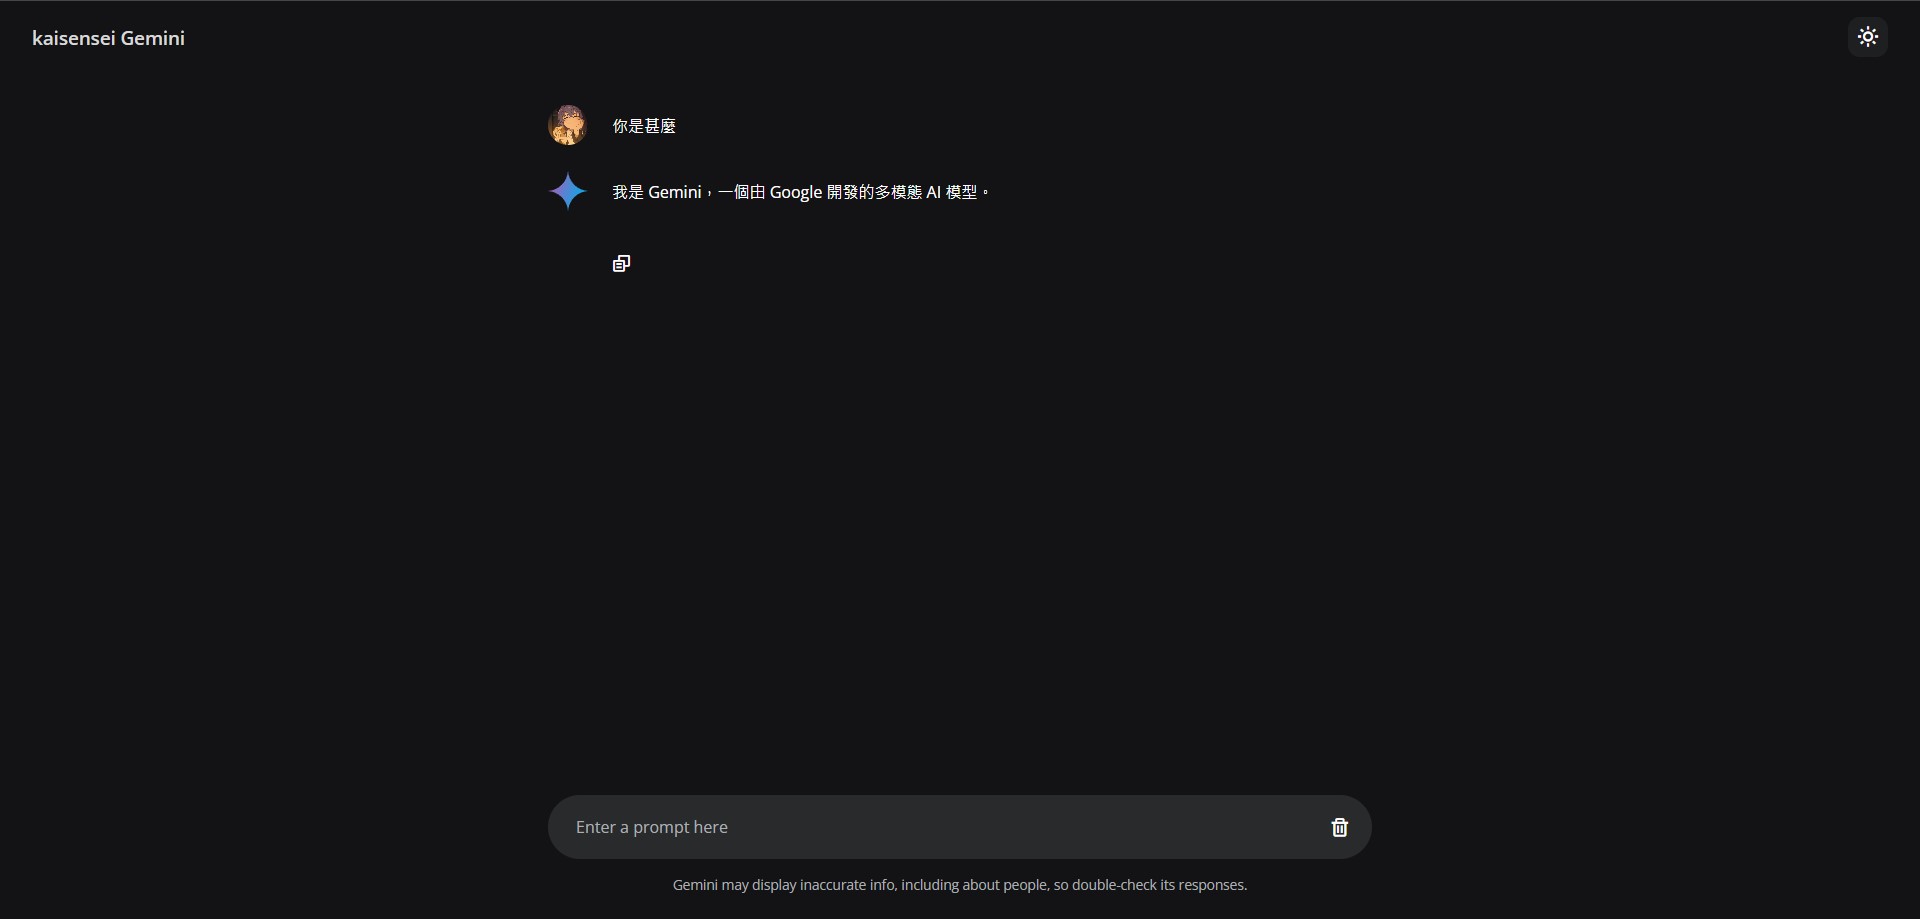 kaisensei Gemini
你是甚麼
我是 Gemini，一個由 Google 開發的多模態 AI 模型。
Enter a prompt here
Gemini may display inaccurate info, including about people, so double-check its responses.